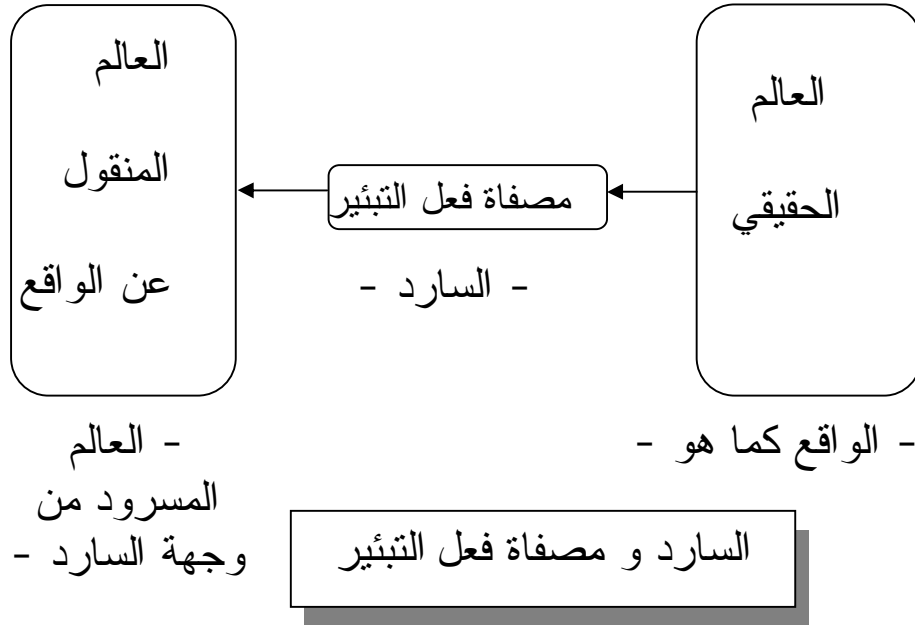 العالم
الحقيقي
- الواقع كما هو -
مصفاة فعل التبئير
- السارد -
العالم
المنقول
عن الواقع
- العالم
المسرود من
وجهة السارد -
السارد و مصفاة فعل التبئير